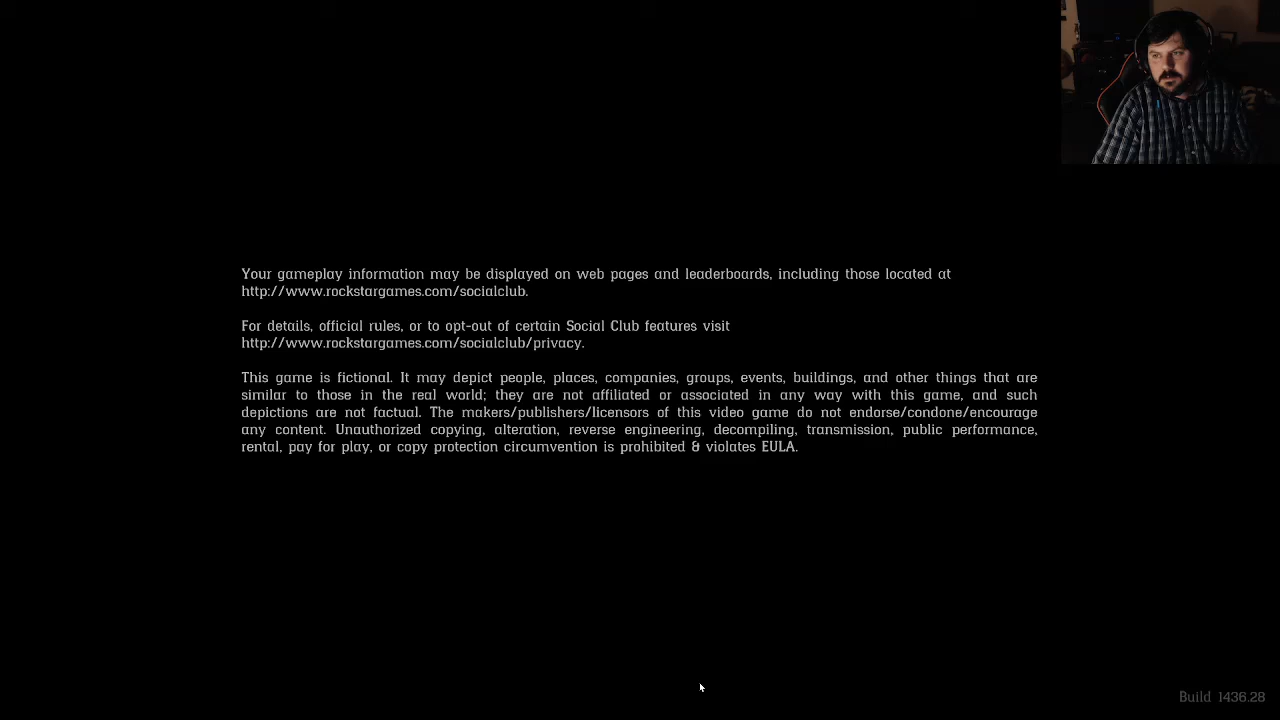 Your gameplay information may be displayed on web pages and leaderboards, including those located at
http://www.rockstargames.com/socialclub.
For details, official rules, or to opt-out of certain Social Club features visit
http://www.rockstargames.com/socialclub/privacy.
This game is fictional. It may depict people, places, companies, groups, events, buildings, and other things that are
similar to those in the real world; they are not affiliated or associated in any way with this game, and such
depictions are not factual. The makers/publishers/licensors of this video game do not endorse/condone/encourage
any content. Unauthorized copying, alteration, reverse engineering, decompiling, transmission, public performance,
rental, pay for play, or copy protection circumvention is prohibited & violates EULA.
Build 1436.28